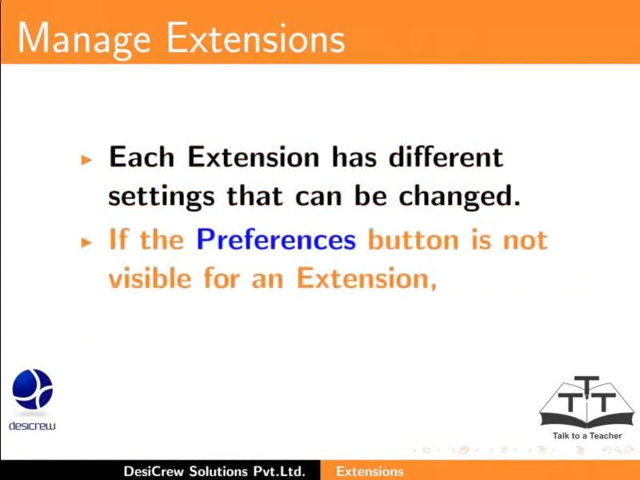 Manage Extensions
Each Extension has different
settings that can be changed.
If the Preferences button is not
visible for an Extension,
desicrew
TTT
Talk to a Teacher
DesiCrew Solutions Pvt.Ltd.
Extensions